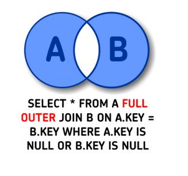 A B
SELECT * FROM A FULL
OUTER JOIN B ON A.KEY =
B.KEY WHERE A.KEY IS
NULL OR B.KEY IS NULL